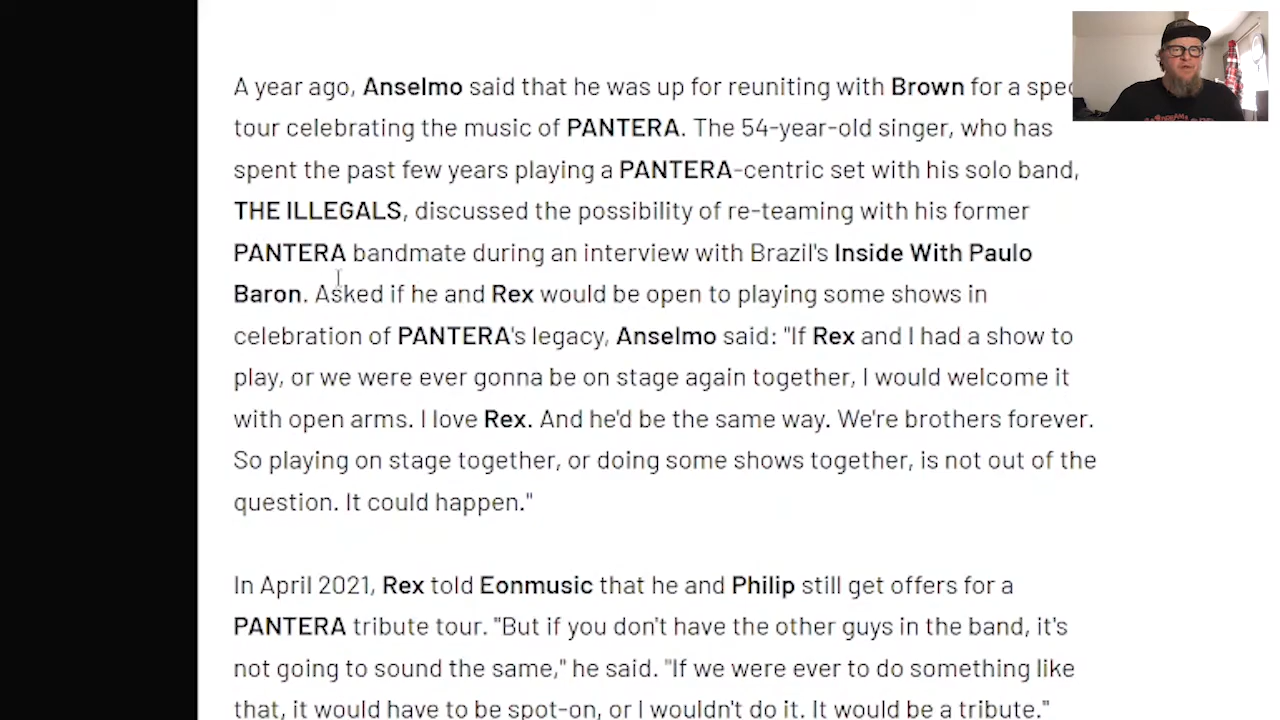 A year ago, Anselmo said that he was up for reuniting with Brown for a
tour celebrating the music of PANTERA. The 54-year-old singer, who has
spent the past few years playing a PANTERA-centric set with his solo band,
THE ILLEGALS, discussed the possibility of re-teaming with his former
PANTERA bandmate during an interview with Brazil's Inside With Paulo
Baron. Asked if he and Rex would be open to playing some shows in
celebration of PANTERA's legacy, Anselmo said: "If Rex and I had a show to
play, or we were ever gonna be on stage again together, I would welcome it
with open arms. I love Rex. And he'd be the same way. We're brothers forever.
So playing on stage together, or doing some shows together, is not out of the
question. It could happen."
In April 2021, Rex told Eonmusic that he and Philip still get offers for a
PANTERA tribute tour. "But if you don't have the other guys in the band, it's
not going to sound the same," he said. "If we were ever to do something like
that, it would have to be spot-on, or I wouldn't do it. It would be a tribute."